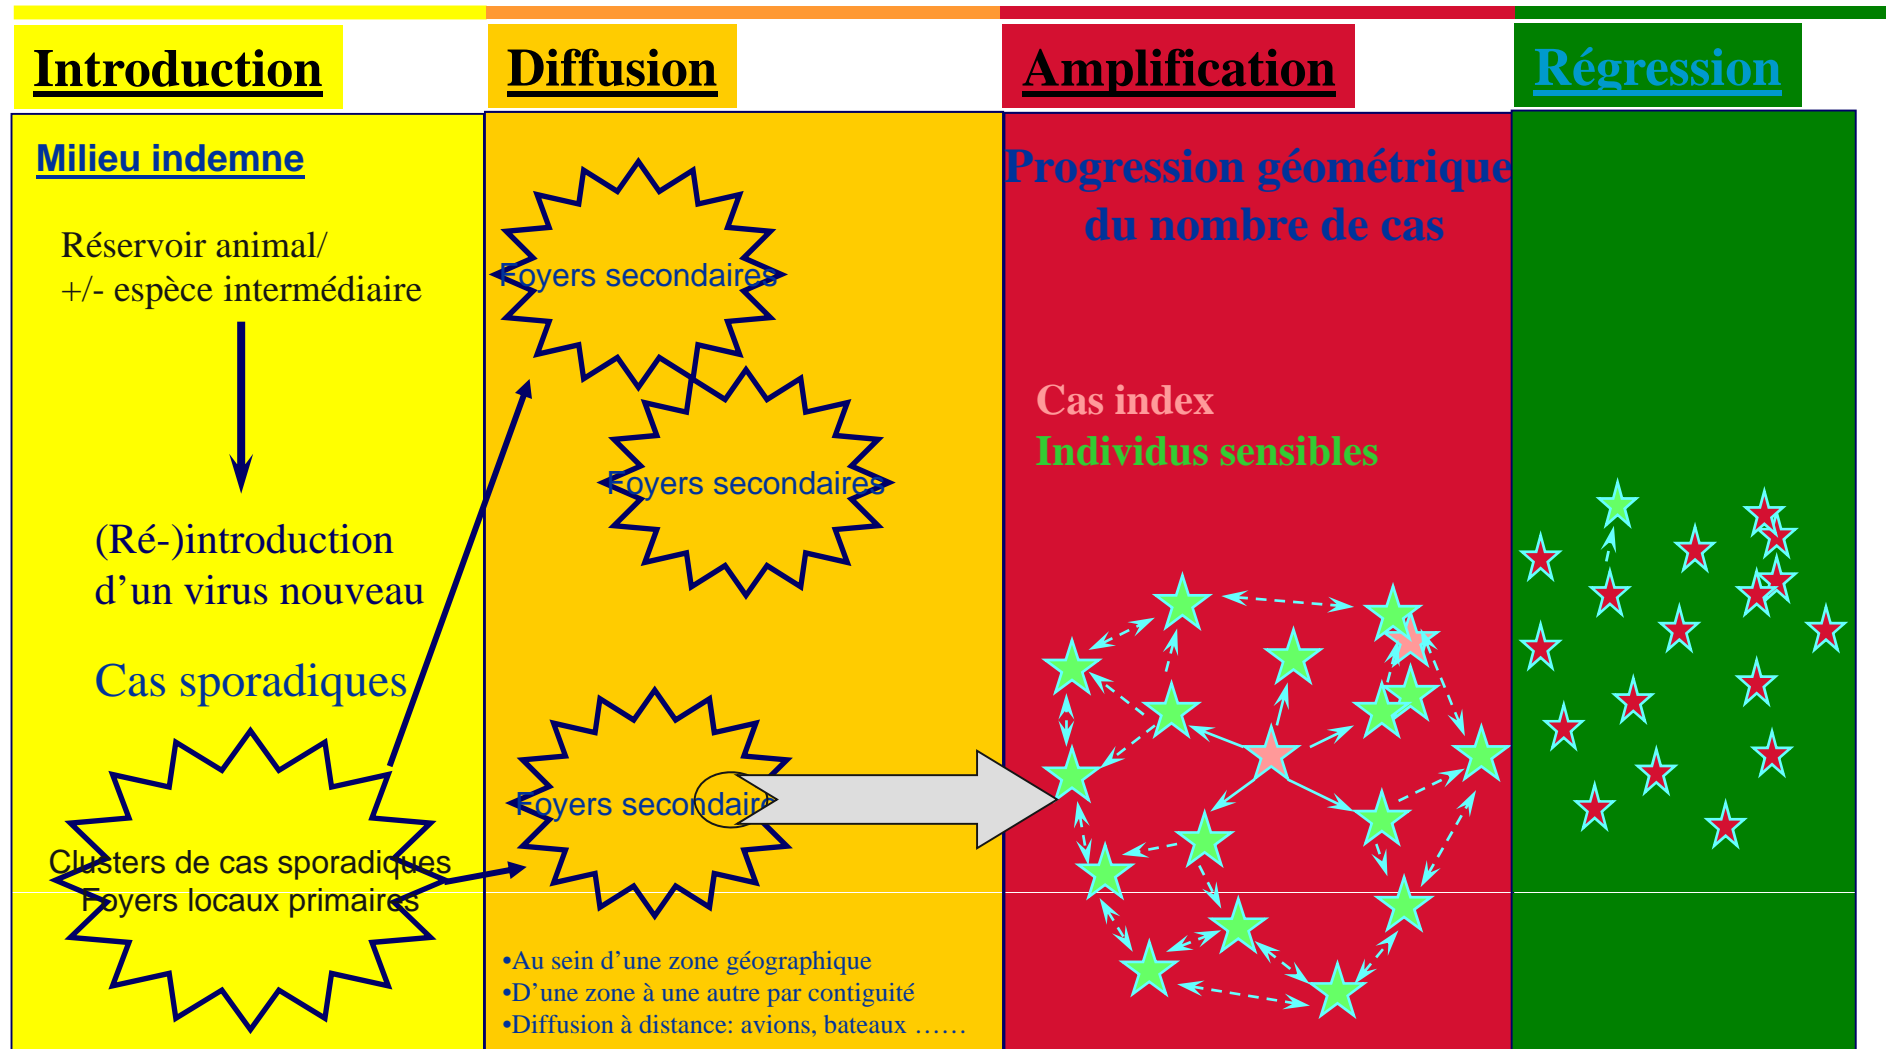 Introduction
Milieu indemne
Réservoir animal/
+/- espèce intermédiaire
(Ré-)introduction
d’un virus nouveau
Cas sporadiques
Clusters de cas sporadiques
Foyers locaux primaires
Diffusion
Foyers secondaires
Foyers secondaires
Foyers secondaire
•Au sein d’une zone géographique
•D’une zone à une autre par contiguité
•Diffusion à distance: avions, bateaux ……
Amplification
Progression géométrique
du nombre de cas
Cas index
Individus sensibles
Régression